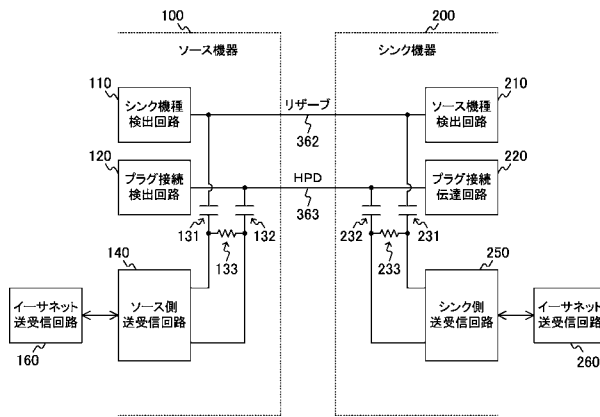 100
ソース機器
200
シンク機器
110
シンク機種
検出回路
リザーブ
362
210
ソース機種
検出回路
120
プラグ接続
検出回路
HPD
363
220
プラグ接続
伝達回路
131
132
133
232
231
233
140
ソース側
送受信回路
250
シンク側
送受信回路
イーサネット
送受信回路
160
イーサネット
送受信回路
260